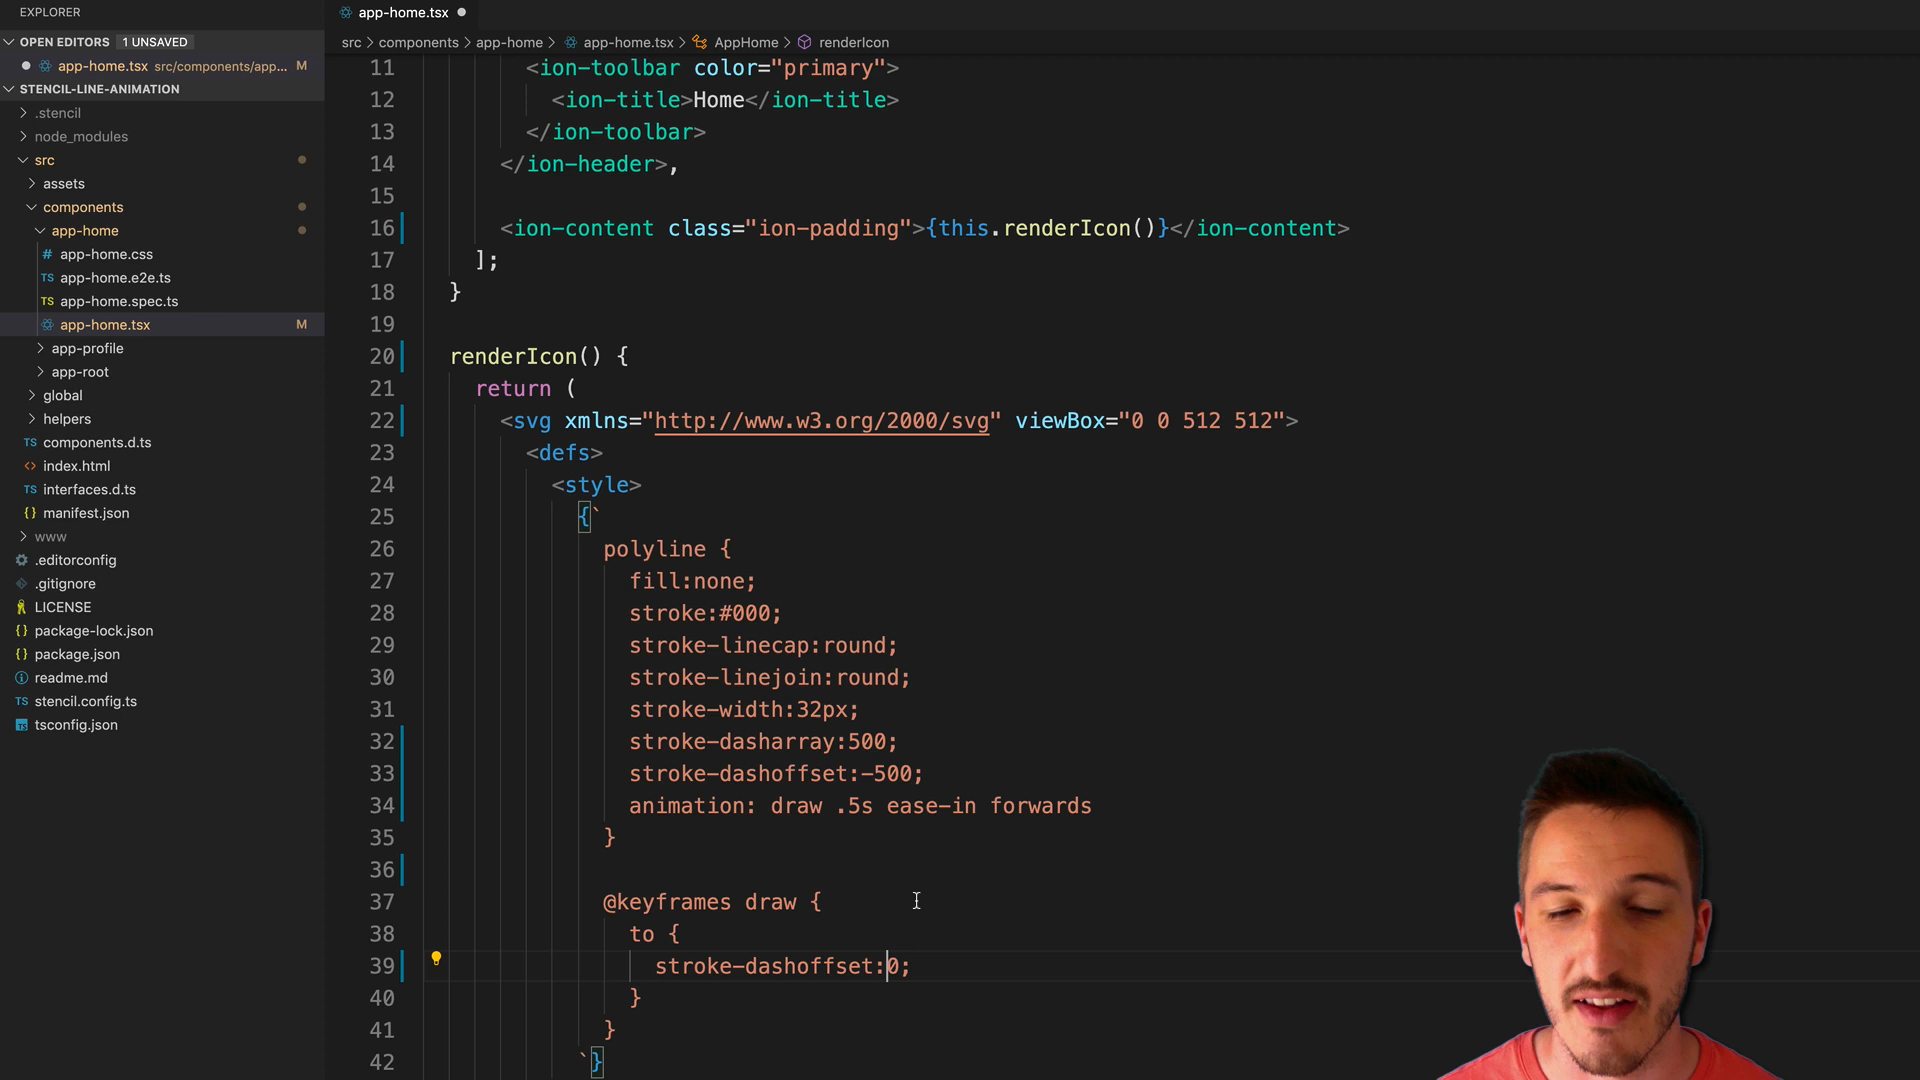 EXPLORER
OPEN EDITORS 1 UNSAVED
app-home.tsx src/components/app... M
STENCIL-LINE-ANIMATION
.stencil
node_modules
src
assets
components
app-home
app-home.css
TS app-home.e2e.ts
TS app-home.spec.ts
app-home.tsx M
app-profile
app-root
global
helpers
TS components.d.ts
index.html
TS interfaces.d.ts
manifest.json
www
.editorconfig
.gitignore
LICENSE
package-lock.json
package.json
readme.md
TS stencil.config.ts
tsconfig.json
app-home.tsx
src > components > app-home > app-home.tsx > AppHome > renderIcon
11 <ion-toolbar color="primary">
12 <ion-title>Home</ion-title>
13 </ion-toolbar>
14 </ion-header>,
15
16 <ion-content class="ion-padding">{this.renderIcon()}</ion-content>
17 ];
18 }
19
20 renderIcon() {
21 return (
22 <svg xmlns="http://www.w3.org/2000/svg" viewBox="0 0 512 512">
23 <defs>
24 <style>
25 {`
26 polyline {
27 fill:none;
28 stroke:#000;
29 stroke-linecap:round;
30 stroke-linejoin:round;
31 stroke-width:32px;
32 stroke-dasharray:500;
33 stroke-dashoffset:-500;
34 animation: draw .5s ease-in forwards
35 }
36
37 @keyframes draw {
38 to {
39 stroke-dashoffset:0;
40 }
41 }
42 `}